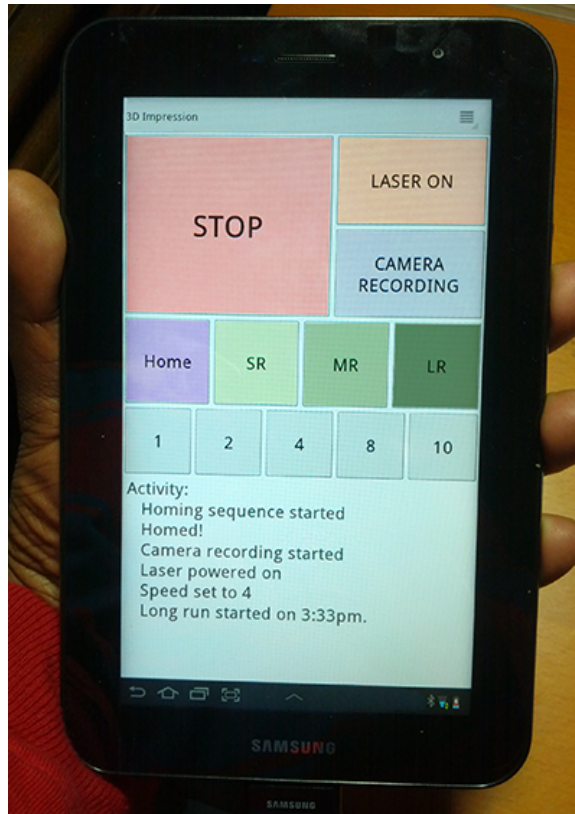 3D Impression
STOP
LASER ON
CAMERA
RECORDING
Home
SR
MR
LR
1
2
4
8
10
Activity:
Homing sequence started
Homed!
Camera recording started
Laser powered on
Speed set to 4
Long run started on 3:33pm.
SAMSUNG
SAMSUNG